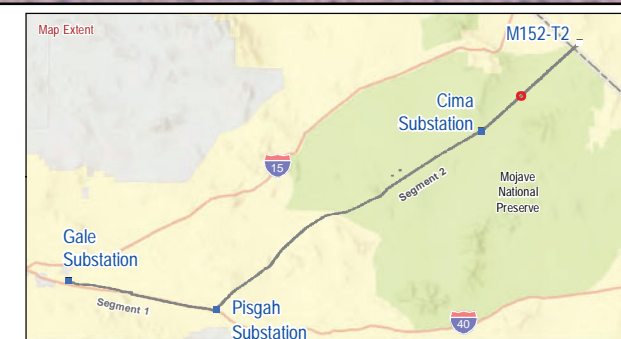 Map Extent
M152-T2
Cima
Substation
15
Segment 2
Mojave
National
Preserve
Gale
Substation
Segment 1
Pisgah
Substation
40